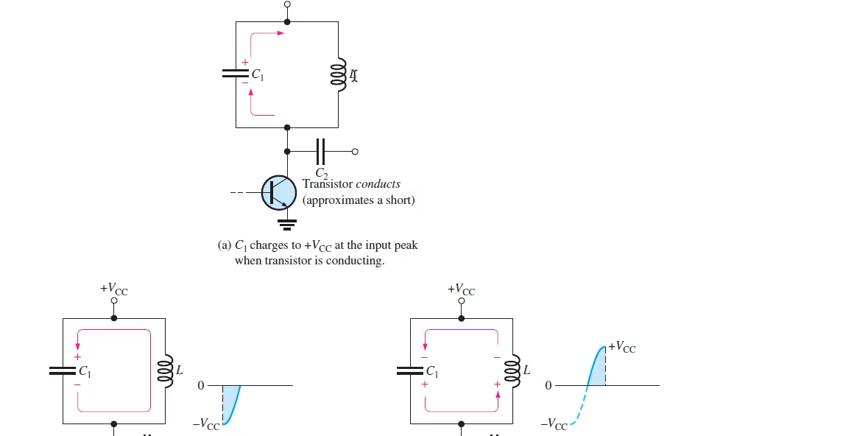 +
C1
–
L
C2
Transistor conducts
(approximates a short)
(a) C1 charges to +VCC at the input peak
when transistor is conducting.
+VCC
+
C1
–
L
0
–VCC
+VCC
–
–
C1
L
+
+
+VCC
0
–VCC